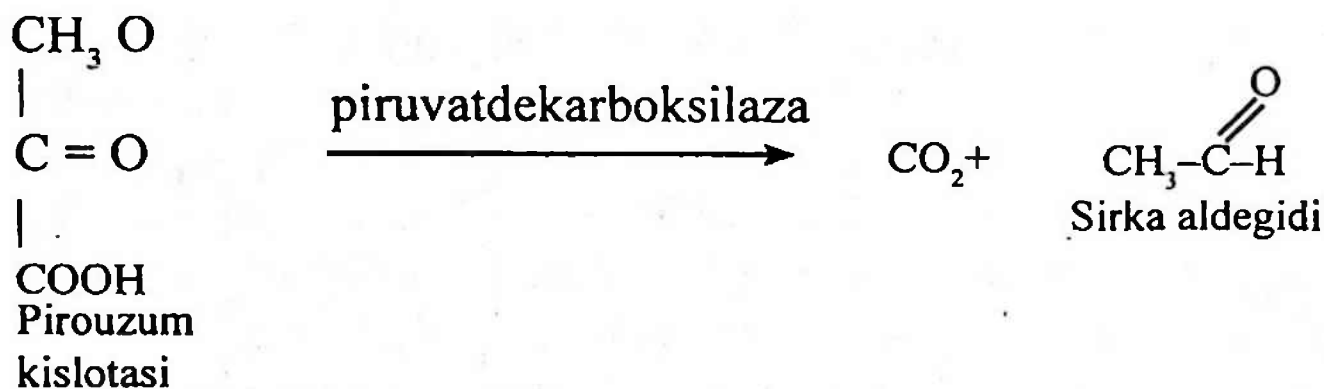 CH₃ O
|
C = O
|
COOH
Pirouzum
kislotasi
piruvatdekarboksilaza
CO₂+
O
CH₃–C–H
Sirka aldegidi